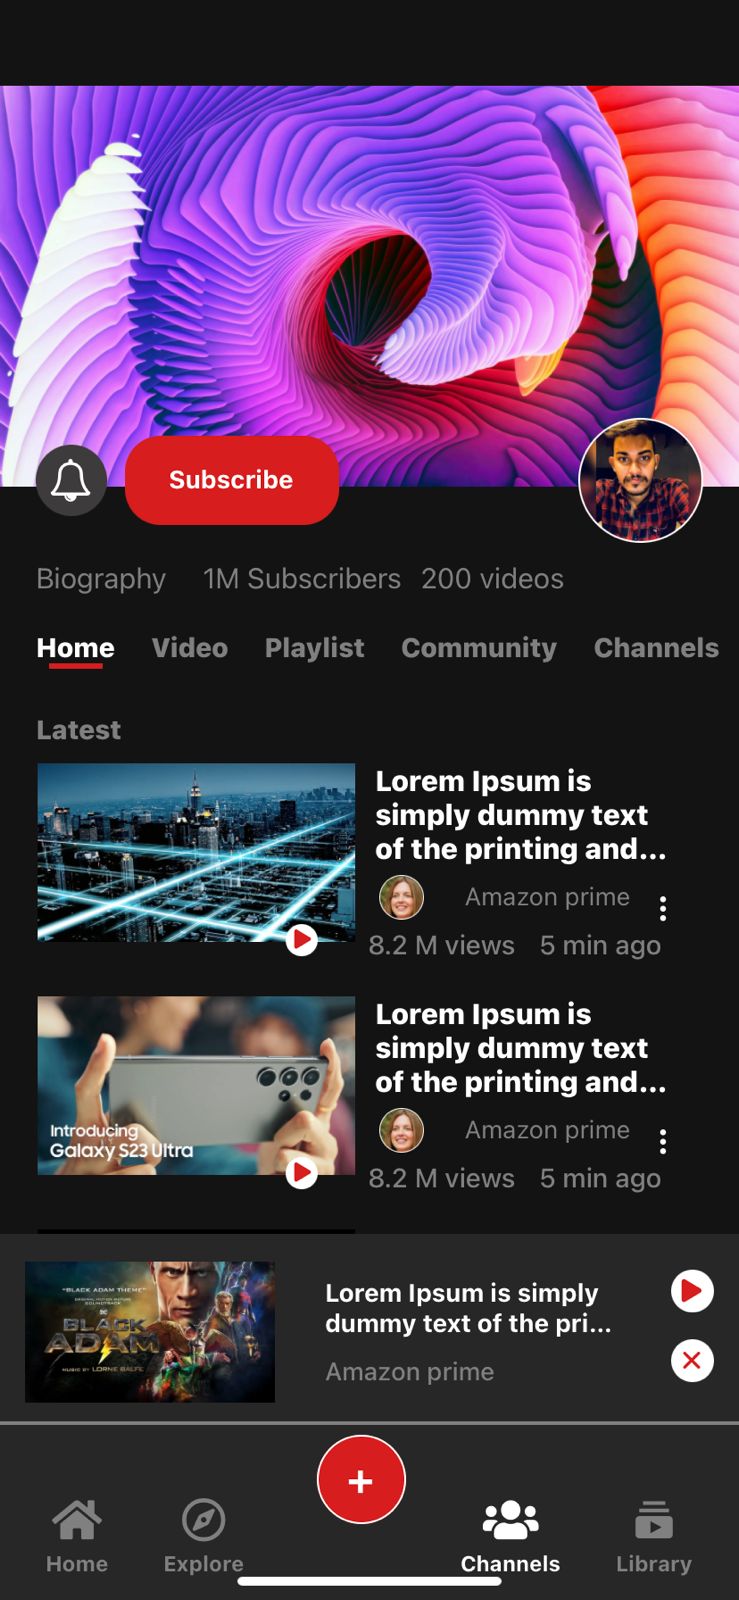 Subscribe
Biography 1M Subscribers 200 videos
Home Video Playlist Community Channels
Latest
Lorem Ipsum is
simply dummy text
of the printing and...
Amazon prime
8.2 M views 5 min ago
Introducing
Galaxy S23 Ultra
Lorem Ipsum is
simply dummy text
of the printing and...
Amazon prime
8.2 M views 5 min ago
"BLACK ADAM THEME"
ORIGINAL MOTION PICTURE
SOUNDTRACK
DC
BLACK
ADAM
MUSIC BY LORNE BALFE
Lorem Ipsum is simply
dummy text of the pri...
Amazon prime
+
Home Explore Channels Library